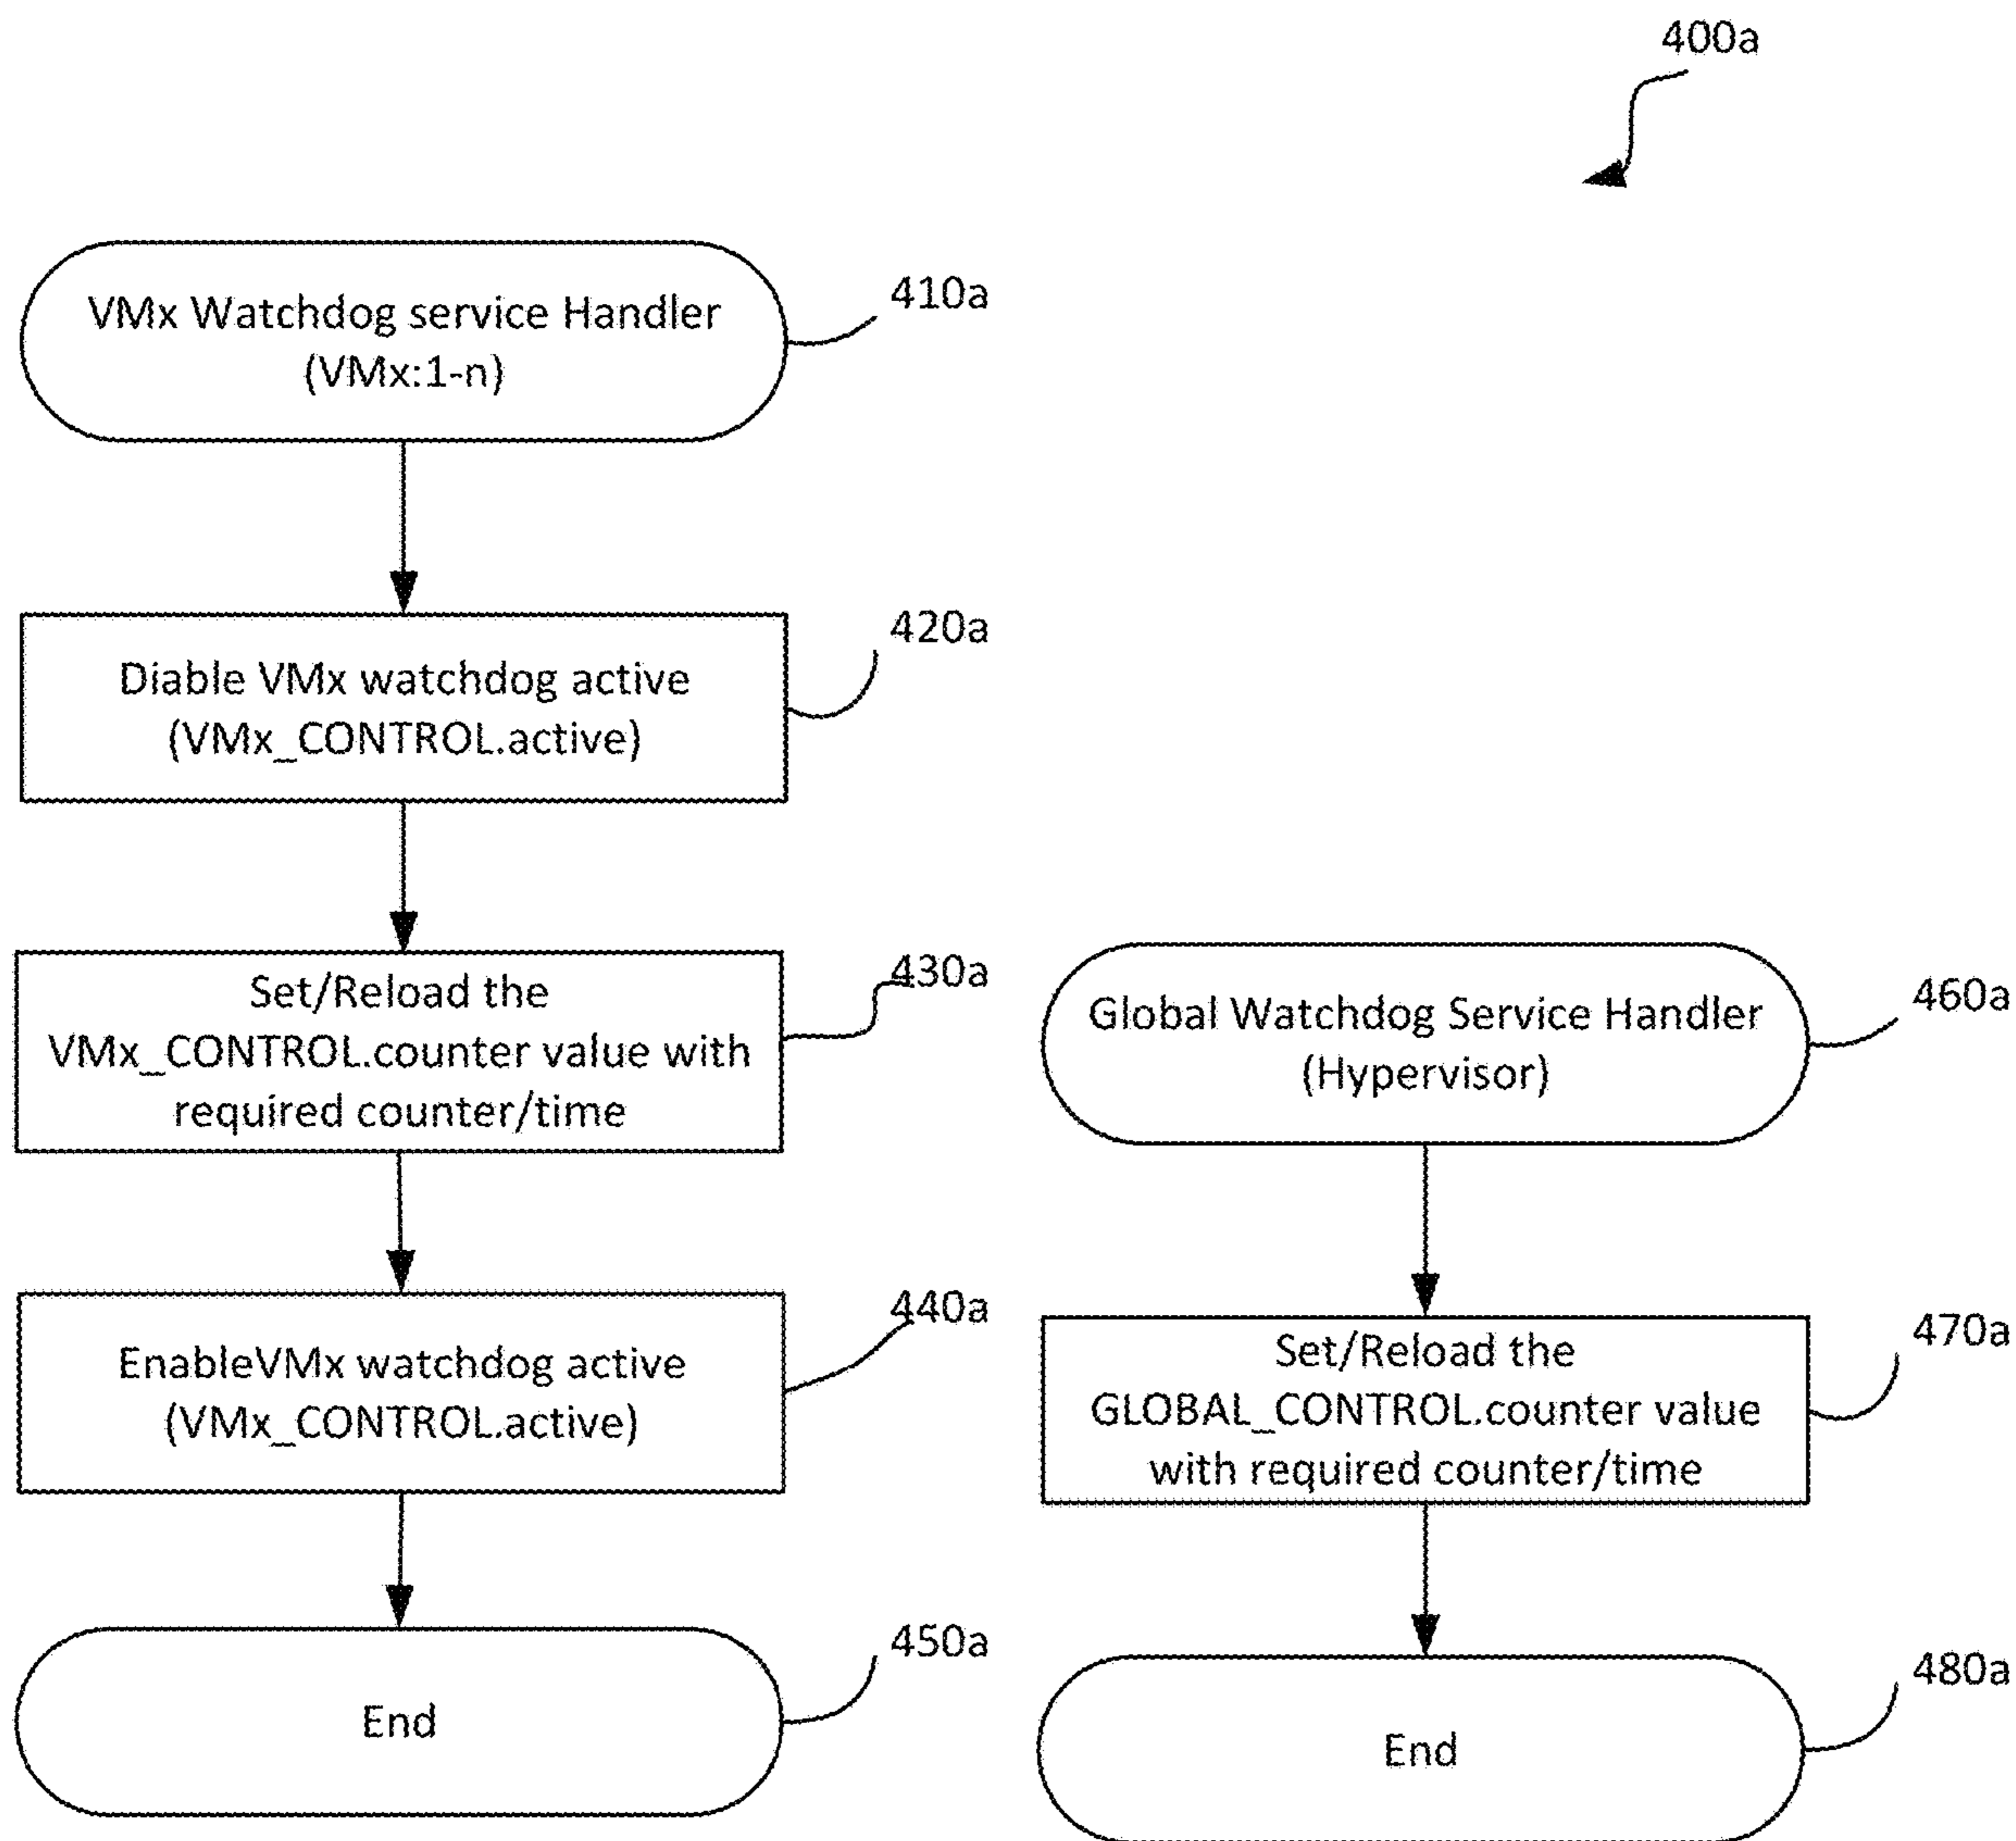 400a
VMx Watchdog service Handler
(VMx:1-n)
410a
Diable VMx watchdog active
(VMx_CONTROL.active)
420a
Set/Reload the
VMx_CONTROL.counter value with
required counter/time
430a
EnableVMx watchdog active
(VMx_CONTROL.active)
440a
End
450a
Global Watchdog Service Handler
(Hypervisor)
460a
Set/Reload the
GLOBAL_CONTROL.counter value
with required counter/time
470a
End
480a